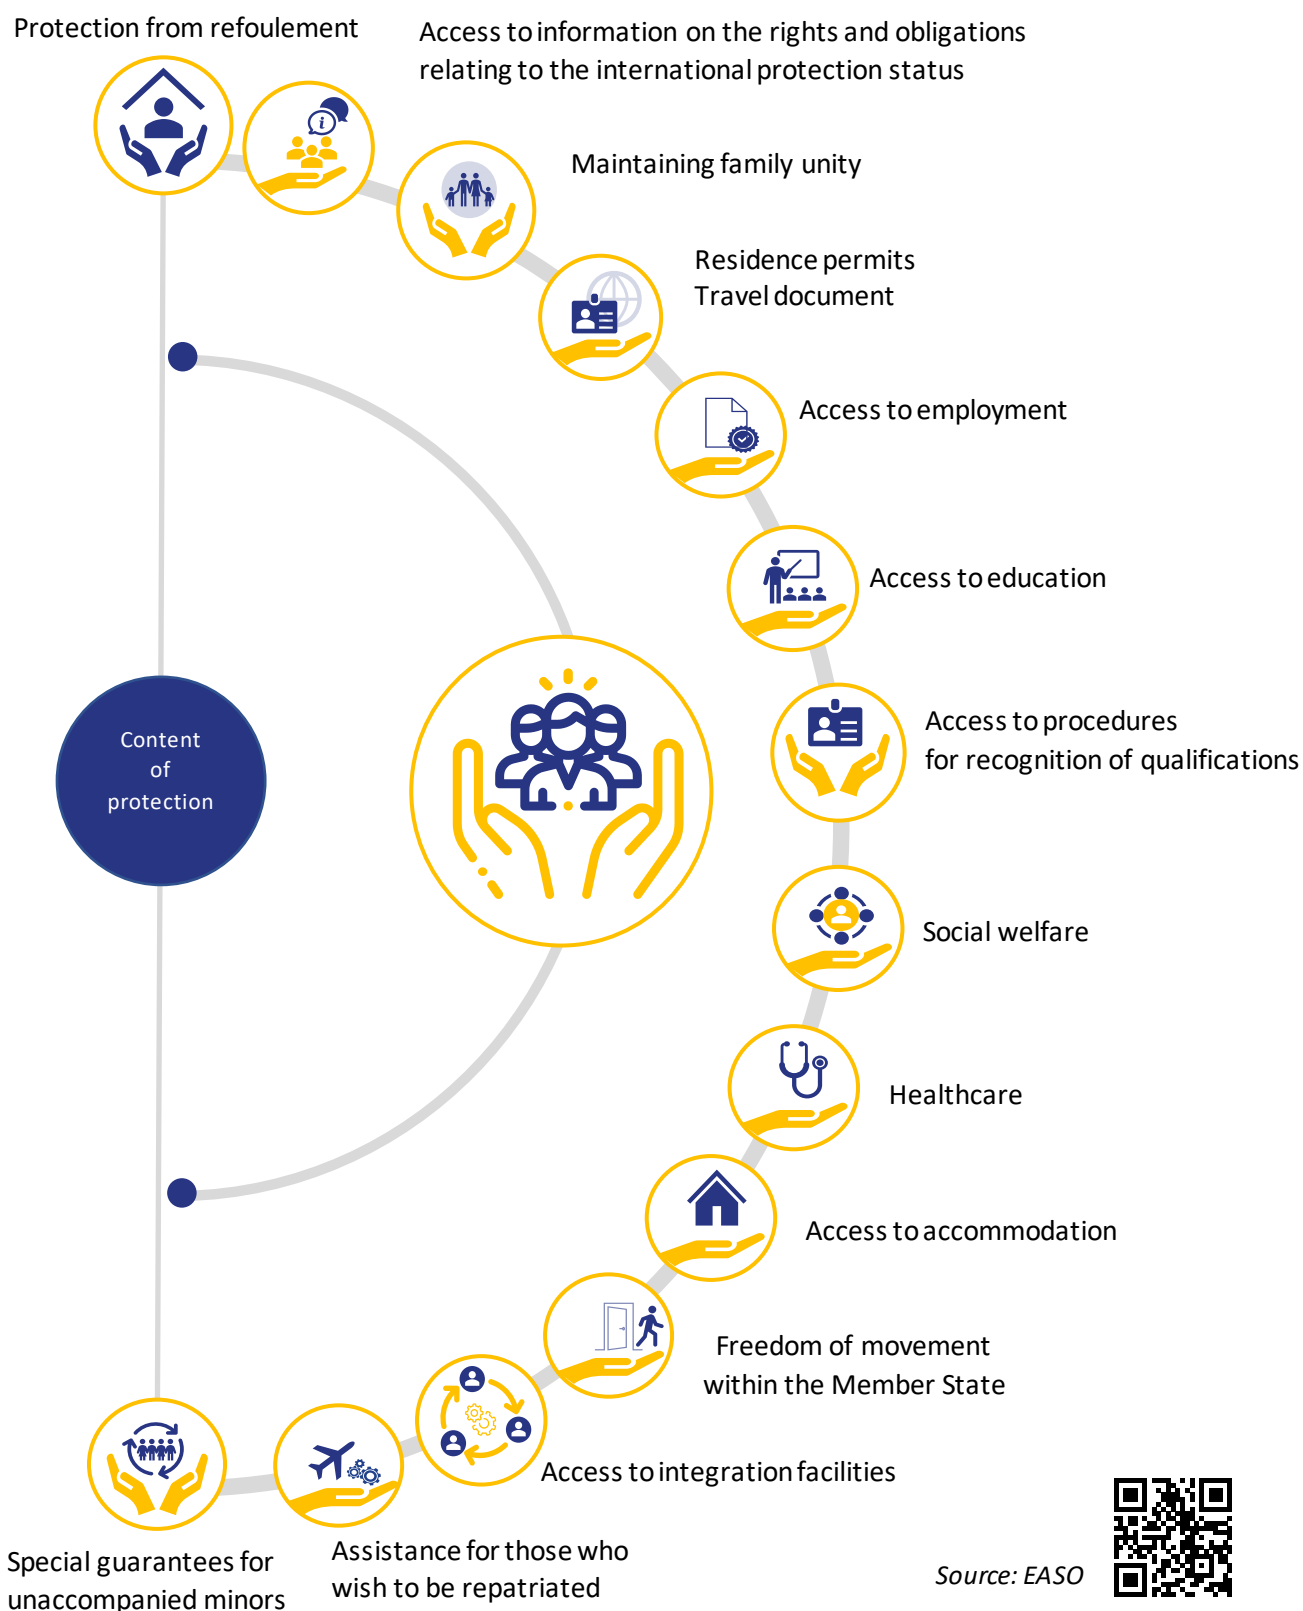 Protection from refoulement
Access to information on the rights and obligations
relating to the international protection status
Maintaining family unity
Residence permits
Travel document
Access to employment
Access to education
Access to procedures
for recognition of qualifications
Content
of
protection
Social welfare
Healthcare
Access to accommodation
Freedom of movement
within the Member State
Access to integration facilities
Assistance for those who
wish to be repatriated
Special guarantees for
unaccompanied minors
Source: EASO